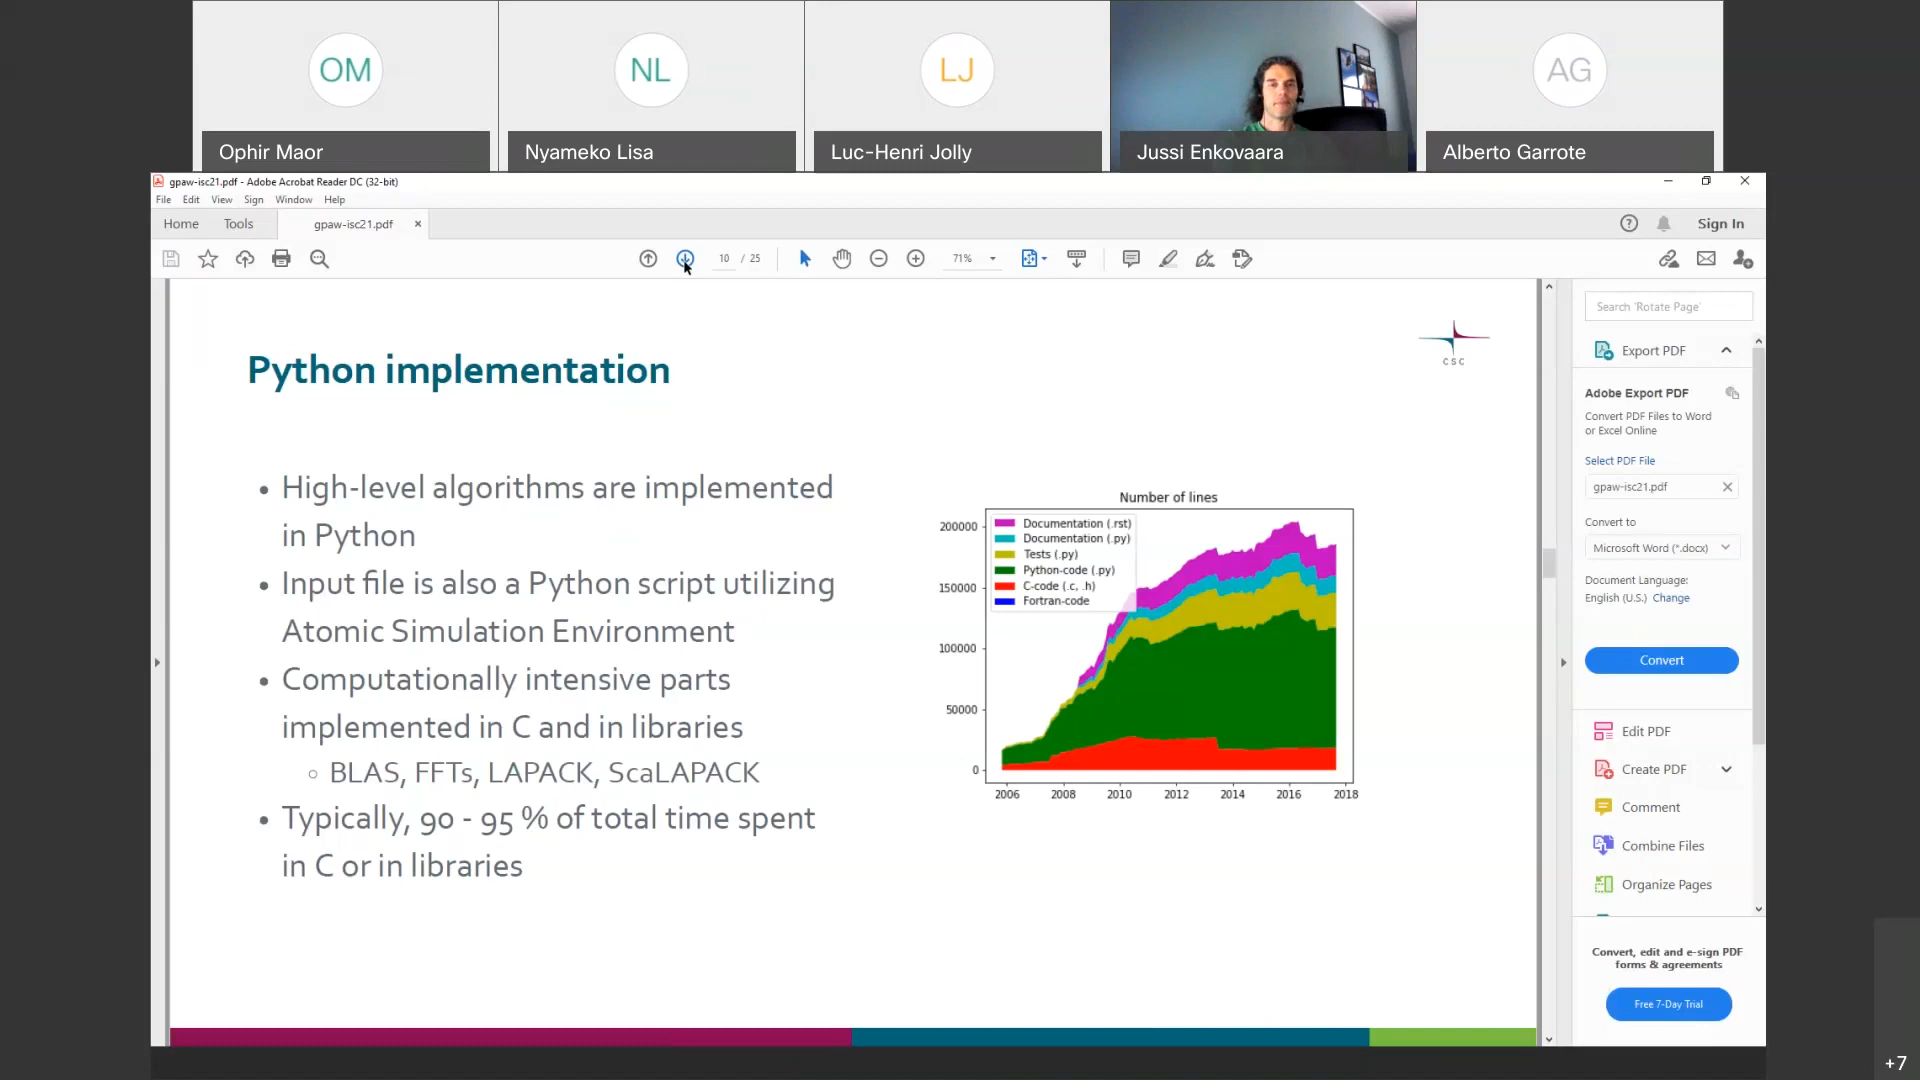 OM
NL
LJ
AG
Ophir Maor
Nyameko Lisa
Luc-Henri Jolly
Jussi Enkovaara
Alberto Garrote
gpaw-isc21.pdf - Adobe Acrobat Reader DC (32-bit)
File Edit View Sign Window Help
Home Tools gpaw-isc21.pdf × Sign In
10 / 25 71%
Search 'Rotate Page'
CSC
Python implementation
• High-level algorithms are implemented
in Python
• Input file is also a Python script utilizing
Atomic Simulation Environment
• Computationally intensive parts
implemented in C and in libraries
○ BLAS, FFTs, LAPACK, ScaLAPACK
• Typically, 90 - 95 % of total time spent
in C or in libraries
Number of lines
200000
150000
100000
50000
0
Documentation (.rst)
Documentation (.py)
Tests (.py)
Python-code (.py)
C-code (.c, .h)
Fortran-code
2006 2008 2010 2012 2014 2016 2018
Export PDF
Adobe Export PDF
Convert PDF Files to Word
or Excel Online
Select PDF File
gpaw-isc21.pdf
Convert to
Microsoft Word (*.docx)
Document Language:
English (U.S.) Change
Convert
Edit PDF
Create PDF
Comment
Combine Files
Organize Pages
Convert, edit and e-sign PDF
forms & agreements
Free 7-Day Trial
+7